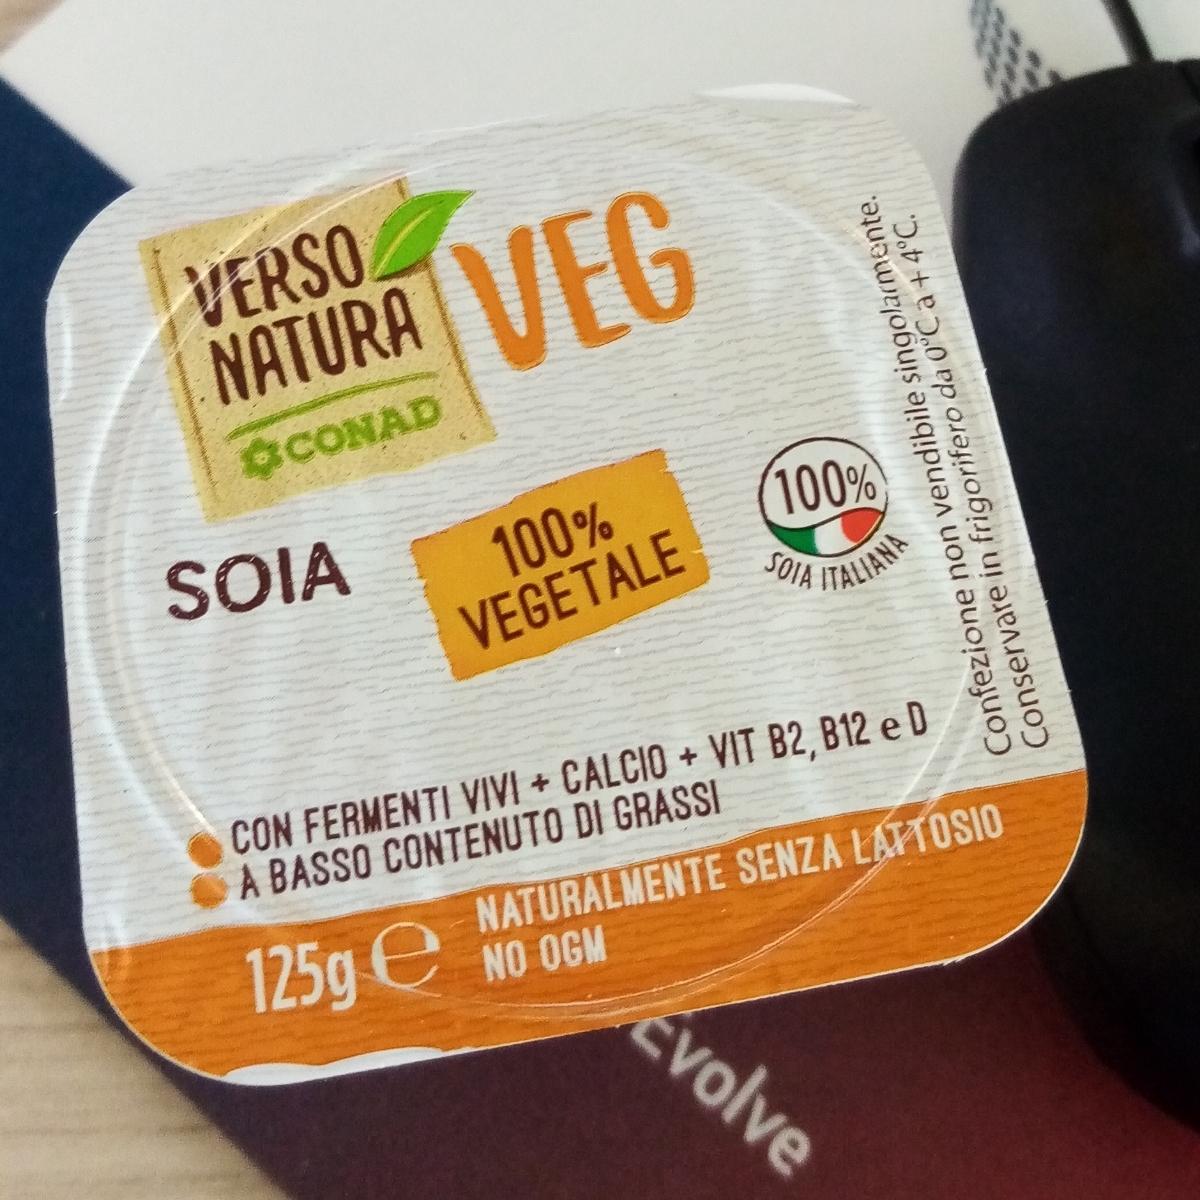 VERSO
NATURA
CONAD
VEG
SOIA
100%
VEGETALE
100%
SOIA ITALIANA
Confezione non vendibile singolarmente.
Conservare in frigorifero da 0°C a + 4°C.
CON FERMENTI VIVI + CALCIO + VIT B2, B12 e D
A BASSO CONTENUTO DI GRASSI
125g e
NATURALMENTE SENZA LATTOSIO
NO OGM
Evolve